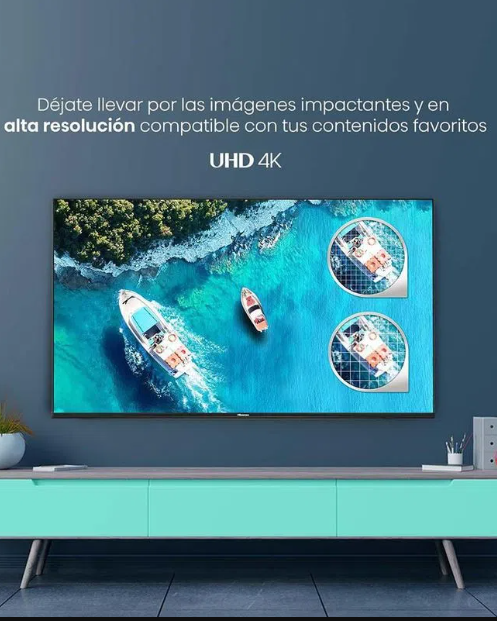 Déjate llevar por las imágenes impactantes y en
alta resolución compatible con tus contenidos favoritos
UHD 4K
Hisense